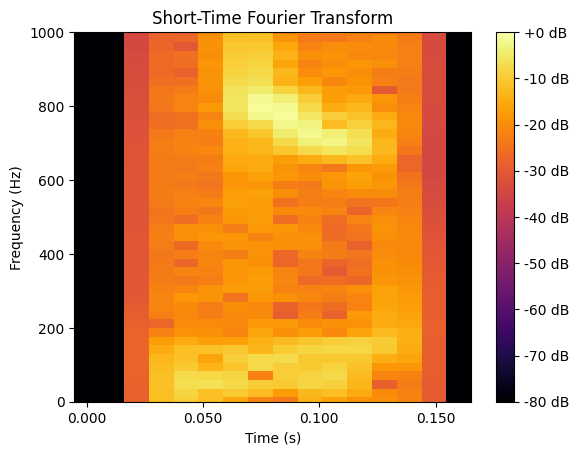 Short-Time Fourier Transform
1000
800
600
400
200
0
Frequency (Hz)
0.000
0.050
0.100
0.150
Time (s)
+0 dB
-10 dB
-20 dB
-30 dB
-40 dB
-50 dB
-60 dB
-70 dB
-80 dB